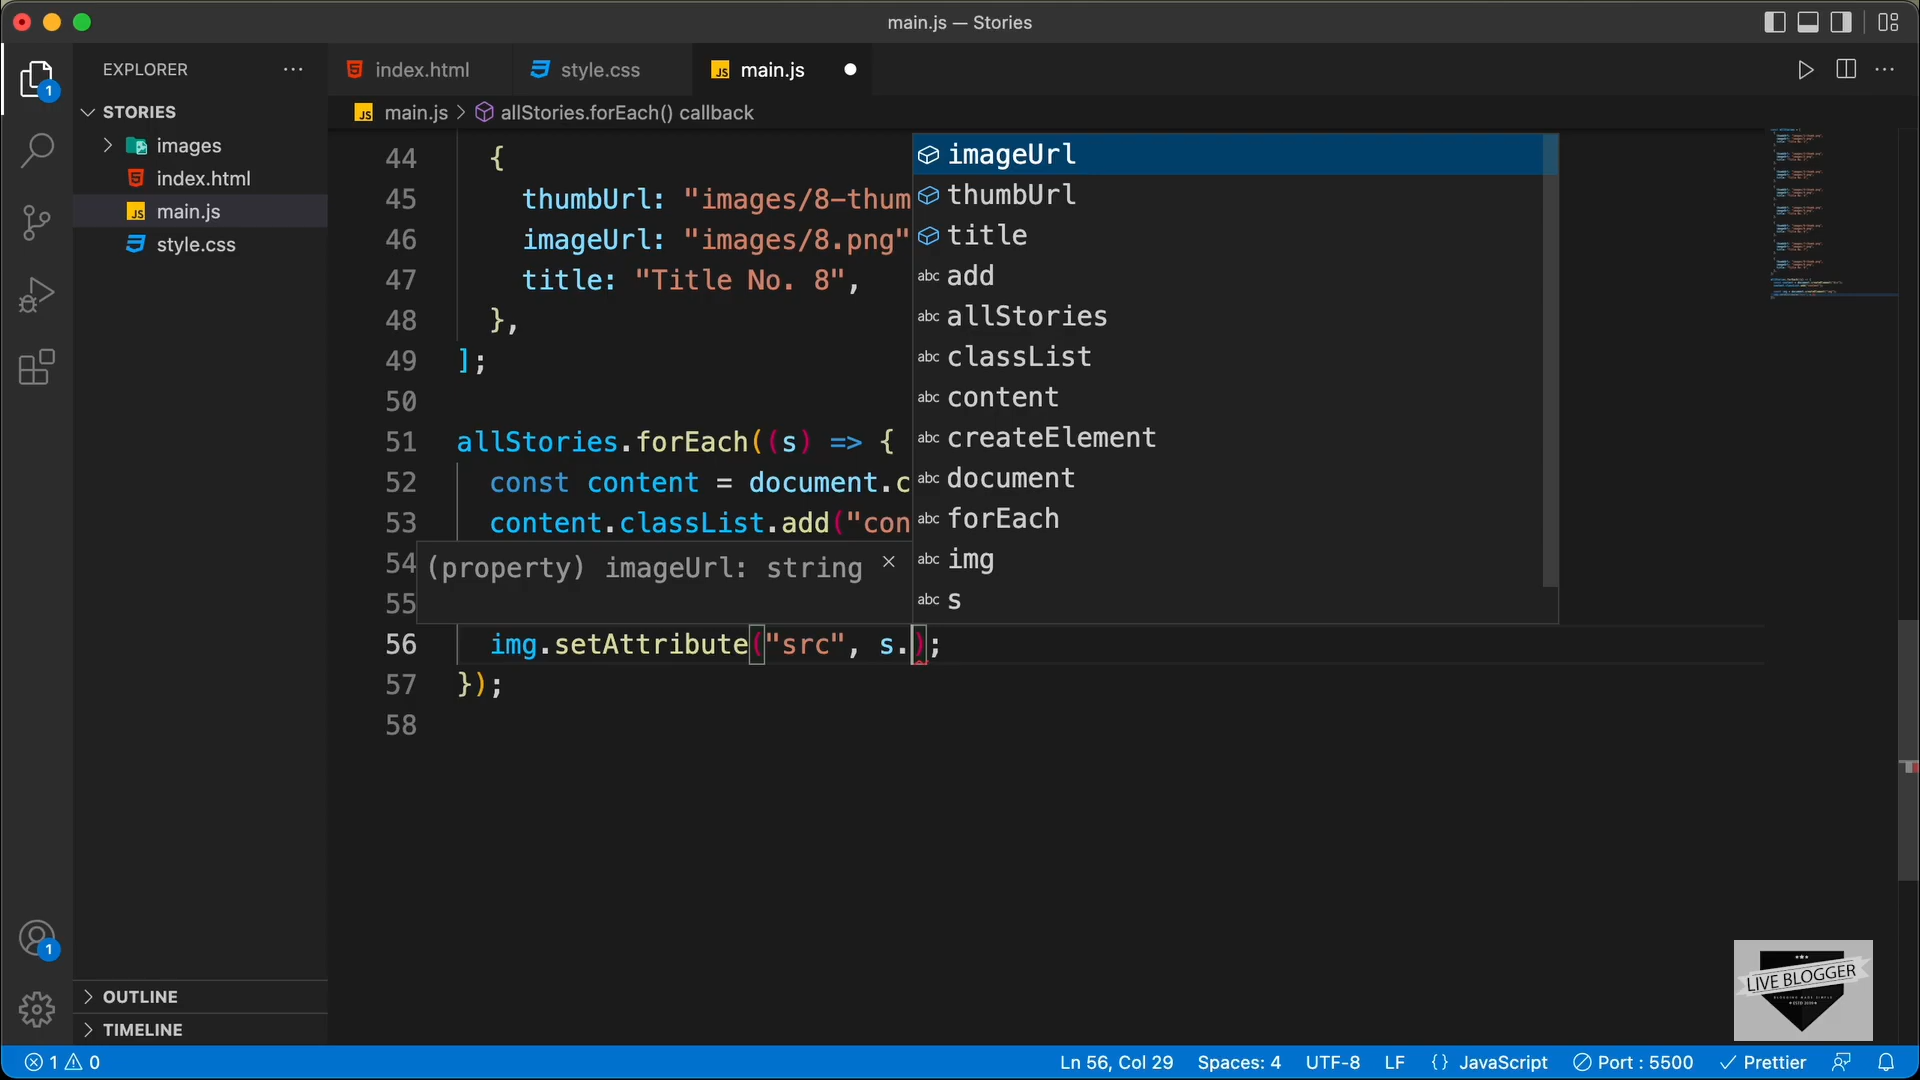 main.js — Stories
EXPLORER
index.html
style.css
main.js
STORIES
images
index.html
main.js
style.css
main.js > allStories.forEach() callback
44 {
45 thumbUrl: "images/8-thum
46 imageUrl: "images/8.png"
47 title: "Title No. 8",
48 },
49 ];
50
51 allStories.forEach((s) => {
52 const content = document.c
53 content.classList.add("con
54
55
56 img.setAttribute("src", s.);
57 });
58
(property) imageUrl: string
imageUrl
thumbUrl
title
abc add
abc allStories
abc classList
abc content
abc createElement
abc document
abc forEach
abc img
abc s
1
1
OUTLINE
TIMELINE
LIVE BLOGGER
1 0
Ln 56, Col 29
Spaces: 4
UTF-8
LF
{} JavaScript
Port : 5500
Prettier